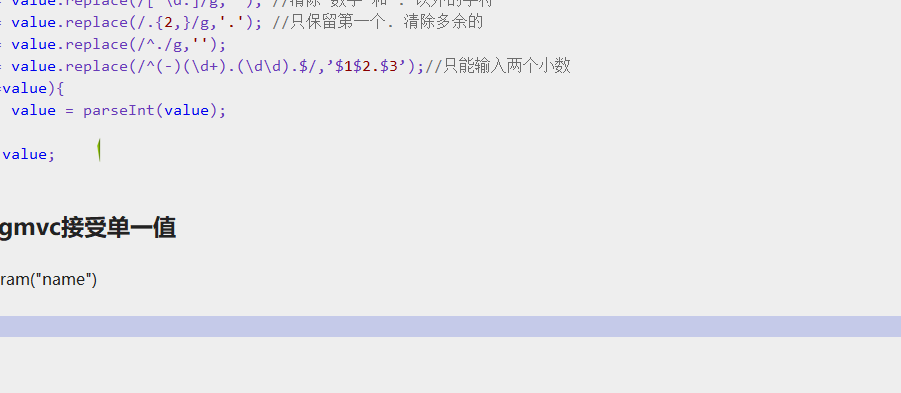 = value.replace(/[^\d.]/g,''); //清除"数字"和"."以外的字符
= value.replace(/.{2,}/g,'.'); //只保留第一个. 清除多余的
= value.replace(/^./g,'');
= value.replace(/^(-)(\d+).(\d\d).$/,’$1$2.$3’);//只能输入两个小数
=value){
value = parseInt(value);
value;
gmvc接受单一值
ram("name")